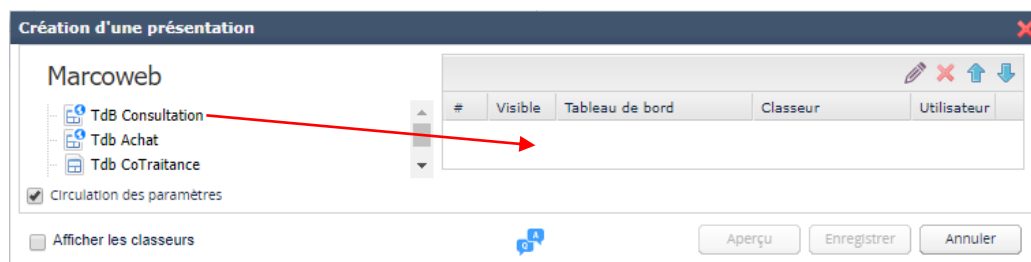 Création d'une présentation
Marcoweb
TdB Consultation
Tdb Achat
Tdb CoTraitance
Circulation des paramètres
# Visible Tableau de bord Classeur Utilisateur
Afficher les classeurs
Q A
Aperçu Enregistrer Annuler